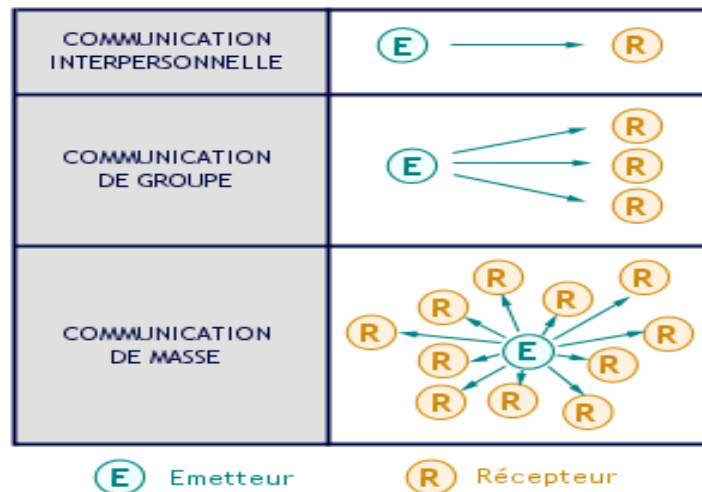 COMMUNICATION
INTERPERSONNELLE
E R
COMMUNICATION
DE GROUPE
R
E R
R
COMMUNICATION
DE MASSE
R R
R R
R R
R E R
R R R
E Emetteur
R Récepteur